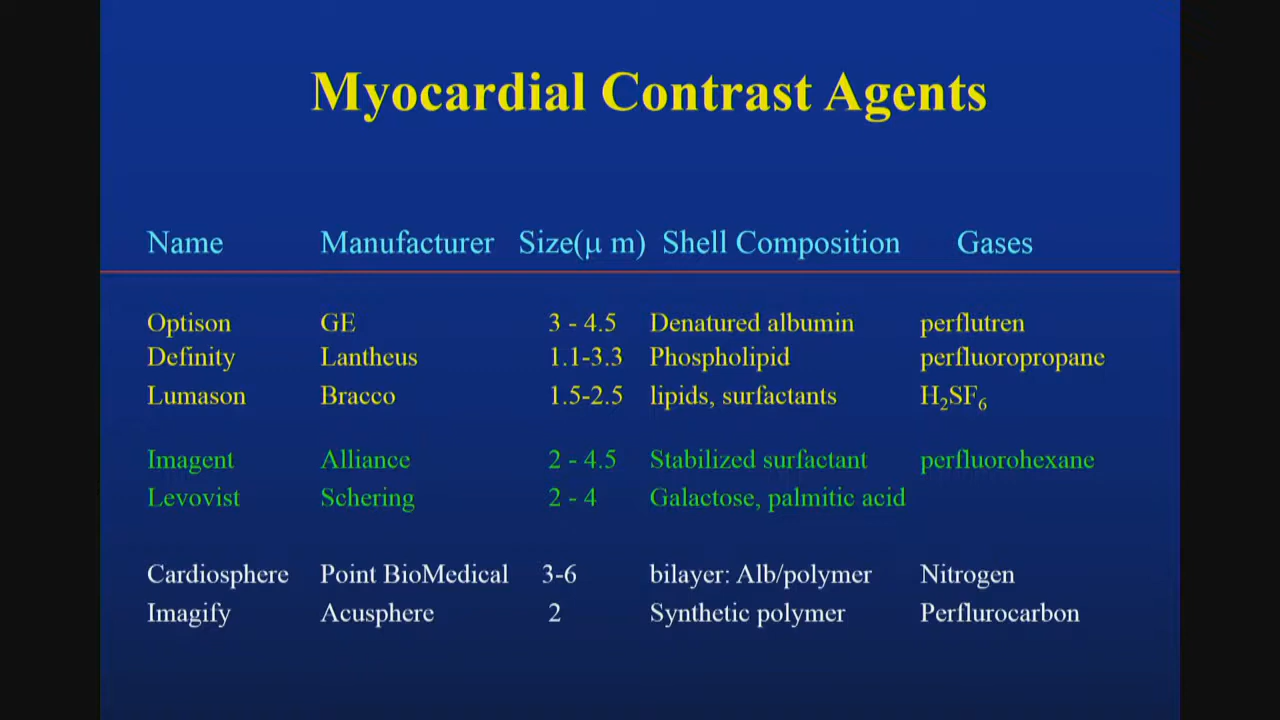 Myocardial Contrast Agents
Name Manufacturer Size(μ m) Shell Composition Gases
Optison GE 3 - 4.5 Denatured albumin perflutren
Definity Lantheus 1.1-3.3 Phospholipid perfluoropropane
Lumason Bracco 1.5-2.5 lipids, surfactants H₂SF₆
Imagent Alliance 2 - 4.5 Stabilized surfactant perfluorohexane
Levovist Schering 2 - 4 Galactose, palmitic acid
Cardiosphere Point BioMedical 3-6 bilayer: Alb/polymer Nitrogen
Imagify Acusphere 2 Synthetic polymer Perflurocarbon